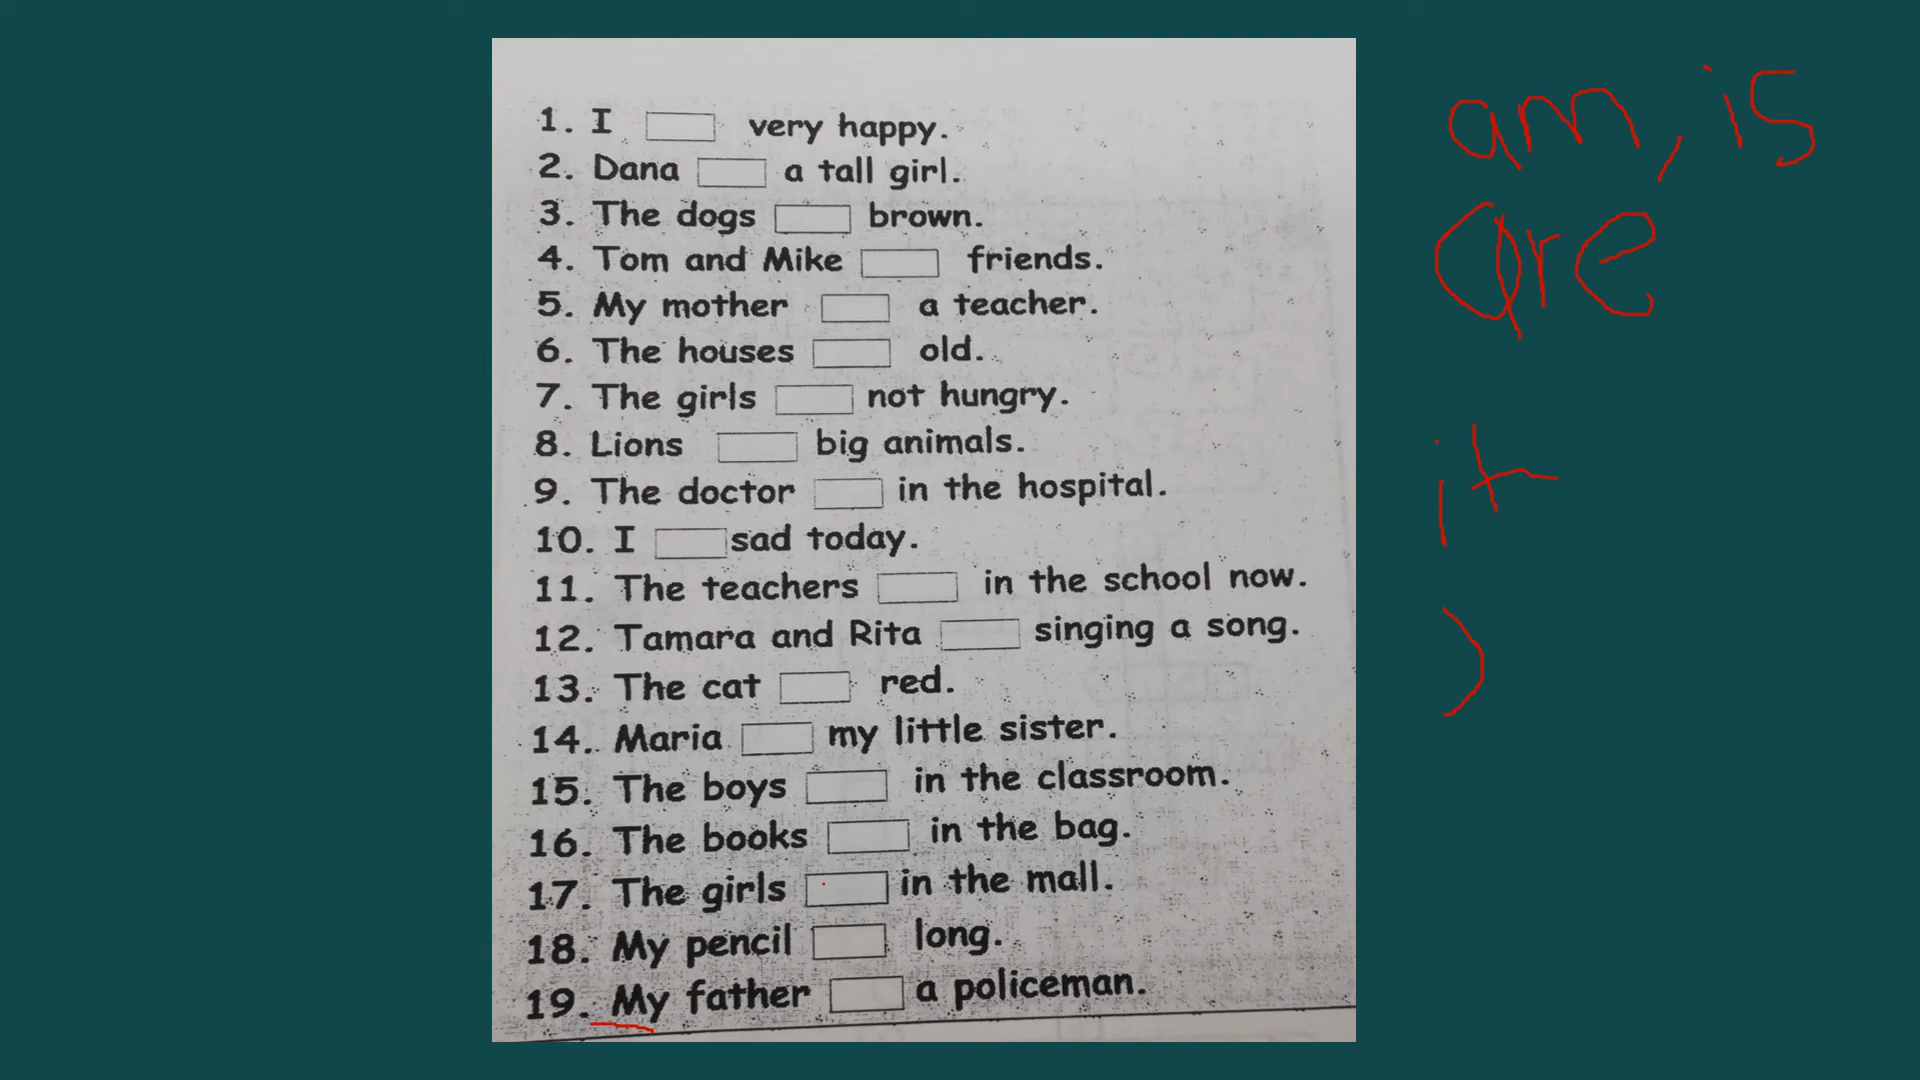 1. I very happy.
2. Dana a tall girl.
3. The dogs brown.
4. Tom and Mike friends.
5. My mother a teacher.
6. The houses old.
7. The girls not hungry.
8. Lions big animals.
9. The doctor in the hospital.
10. I sad today.
11. The teachers in the school now.
12. Tamara and Rita singing a song.
13. The cat red.
14. Maria my little sister.
15. The boys in the classroom.
16. The books in the bag.
17. The girls in the mall.
18. My pencil long.
19. My father a policeman.
am, is
are
it